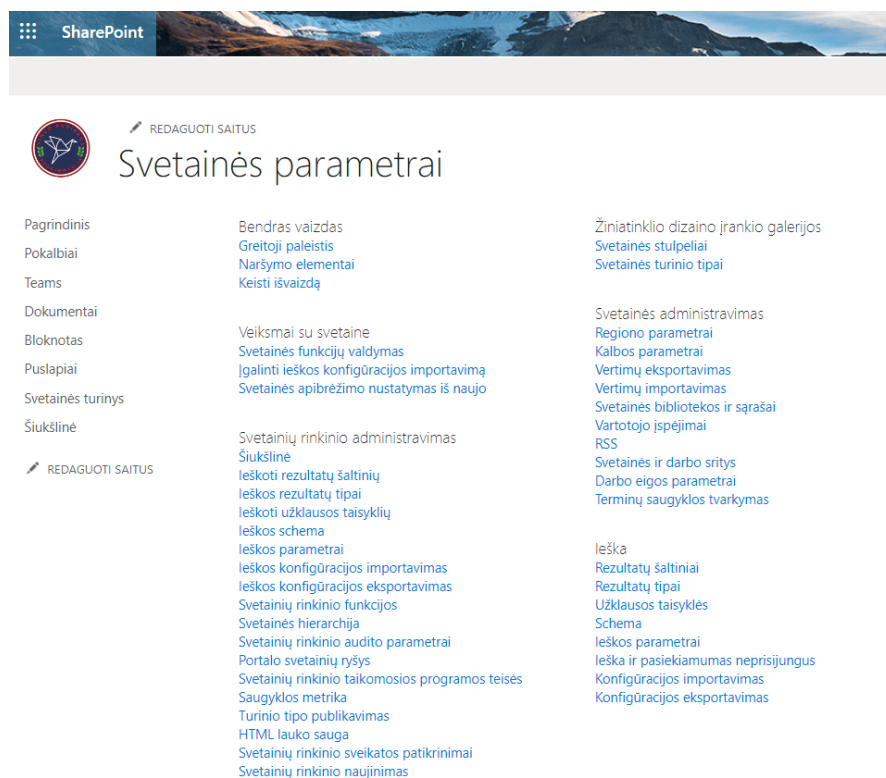 SharePoint
REDAGUOTI SAITUS
Svetainės parametrai
Pagrindinis
Pokalbiai
Teams
Dokumentai
Bloknotas
Puslapiai
Svetainės turinys
Šiukšlinė
REDAGUOTI SAITUS
Bendras vaizdas
Greitoji paleistis
Naršymo elementai
Keisti išvaizdą
Veiksmai su svetaine
Svetainės funkcijų valdymas
Įgalinti ieškos konfigūracijos importavimą
Svetainės apibrėžimo nustatymas iš naujo
Svetainių rinkinio administravimas
Šiukšlinė
Ieškoti rezultatų šaltinių
Ieškos rezultatų tipai
Ieškoti užklausos taisyklių
Ieškos schema
Ieškos parametrai
Ieškos konfigūracijos importavimas
Ieškos konfigūracijos eksportavimas
Svetainių rinkinio funkcijos
Svetainės hierarchija
Svetainių rinkinio audito parametrai
Portalo svetainių ryšys
Svetainių rinkinio taikomosios programos teisės
Saugyklos metrika
Turinio tipo publikavimas
HTML lauko sauga
Svetainių rinkinio sveikatos patikrinimai
Svetainių rinkinio naujinimas
Žiniatinklio dizaino įrankio galerijos
Svetainės stulpeliai
Svetainės turinio tipai
Svetainės administravimas
Regiono parametrai
Kalbos parametrai
Vertimų eksportavimas
Vertimų importavimas
Svetainės bibliotekos ir sąrašai
Vartotojo įspėjimai
RSS
Svetainės ir darbo sritys
Darbo eigos parametrai
Terminų saugyklos tvarkymas
Ieška
Rezultatų šaltiniai
Rezultatų tipai
Užklausos taisyklės
Schema
Ieškos parametrai
Ieška ir pasiekiamumas neprisijungus
Konfigūracijos importavimas
Konfigūracijos eksportavimas